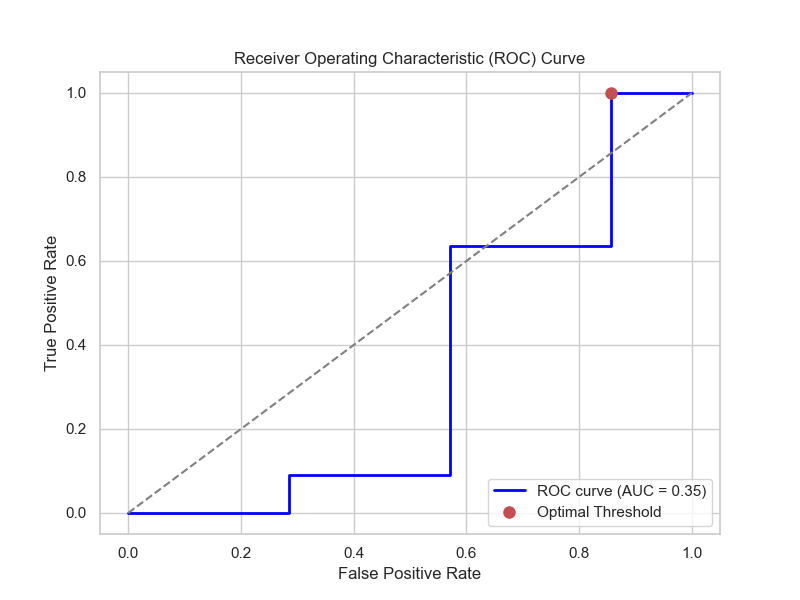 Receiver Operating Characteristic (ROC) Curve
1.0
0.8
0.6
0.4
0.2
0.0
True Positive Rate
ROC curve (AUC = 0.35)
Optimal Threshold
0.0 0.2 0.4 0.6 0.8 1.0
False Positive Rate